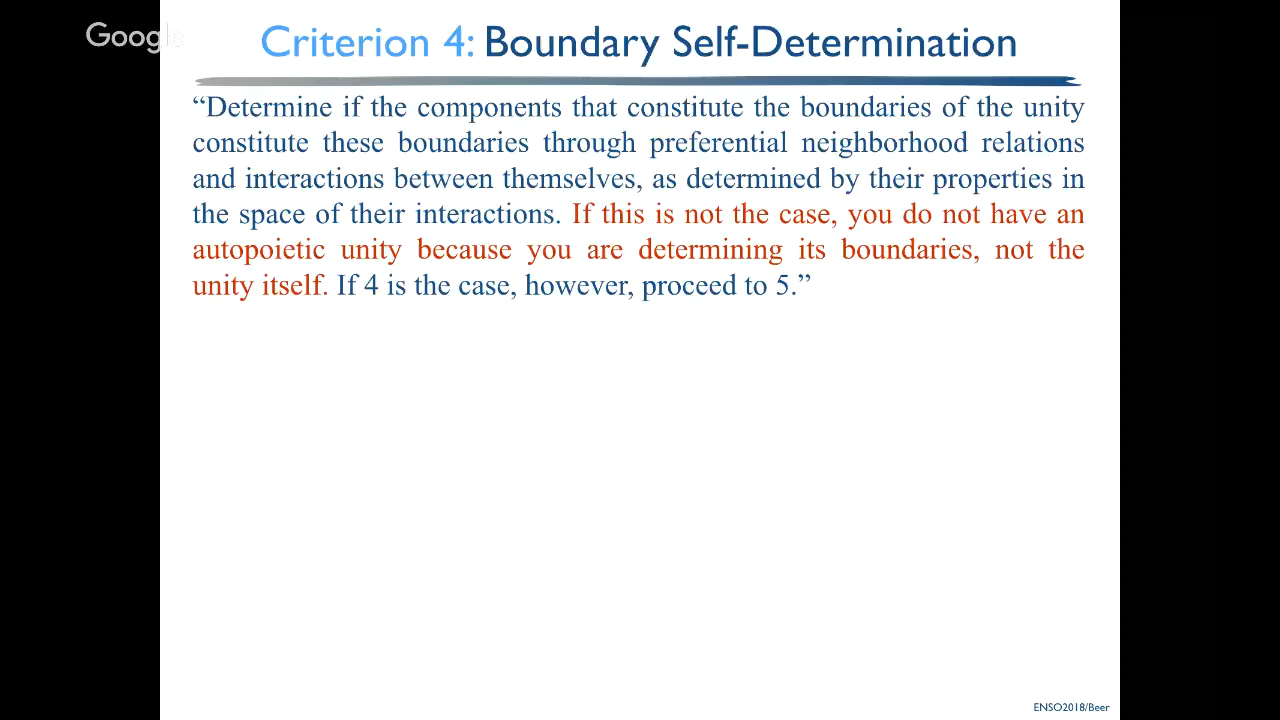 Google
Criterion 4: Boundary Self-Determination
“Determine if the components that constitute the boundaries of the unity
constitute these boundaries through preferential neighborhood relations
and interactions between themselves, as determined by their properties in
the space of their interactions. If this is not the case, you do not have an
autopoietic unity because you are determining its boundaries, not the
unity itself. If 4 is the case, however, proceed to 5.”
ENSO2018/Beer